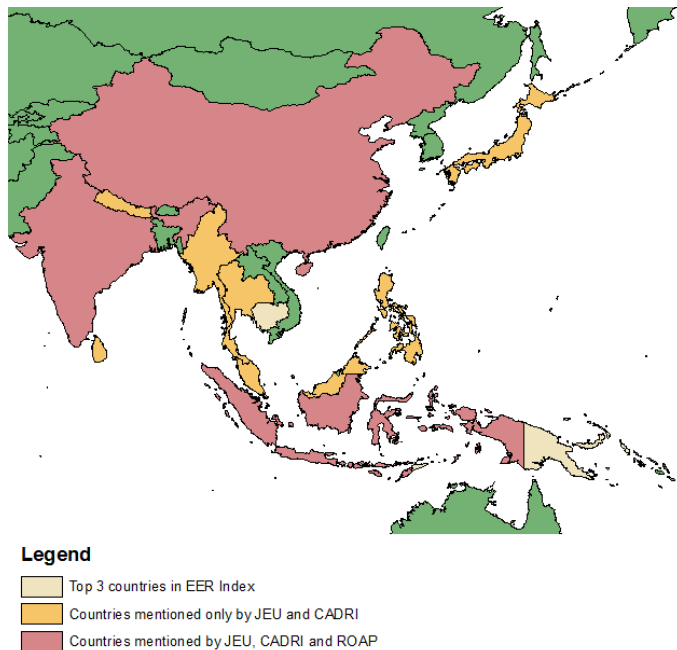 Legend
Top 3 countries in EER Index
Countries mentioned only by JEU and CADRI
Countries mentioned by JEU, CADRI and ROAP